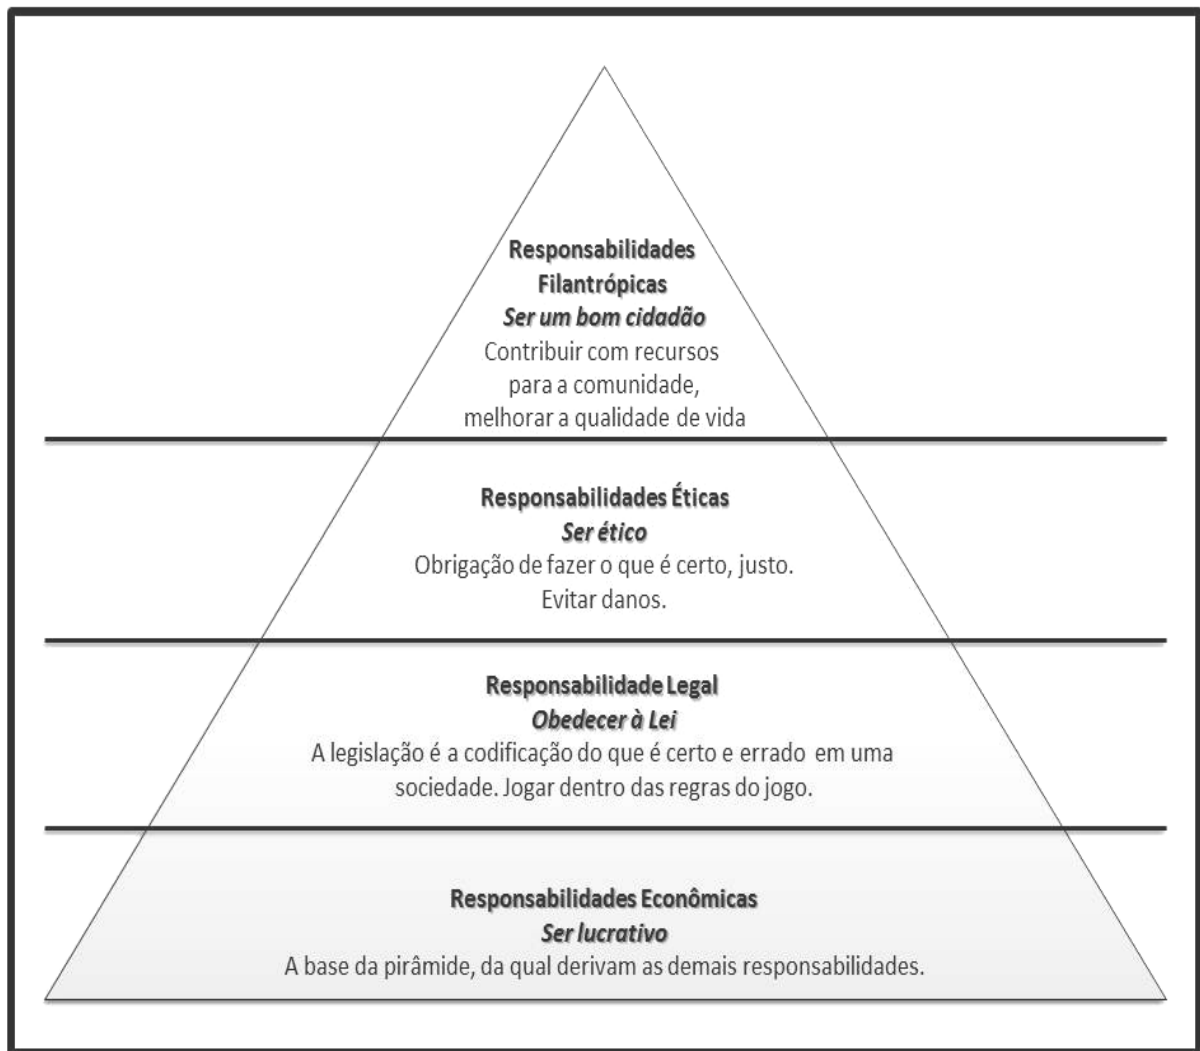 Responsabilidades
Filantrópicas
Ser um bom cidadão
Contribuir com recursos
para a comunidade,
melhorar a qualidade de vida
Responsabilidades Éticas
Ser ético
Obrigação de fazer o que é certo, justo.
Evitar danos.
Responsabilidade Legal
Obedecer à Lei
A legislação é a codificação do que é certo e errado em uma
sociedade. Jogar dentro das regras do jogo.
Responsabilidades Econômicas
Ser lucrativo
A base da pirâmide, da qual derivam as demais responsabilidades.